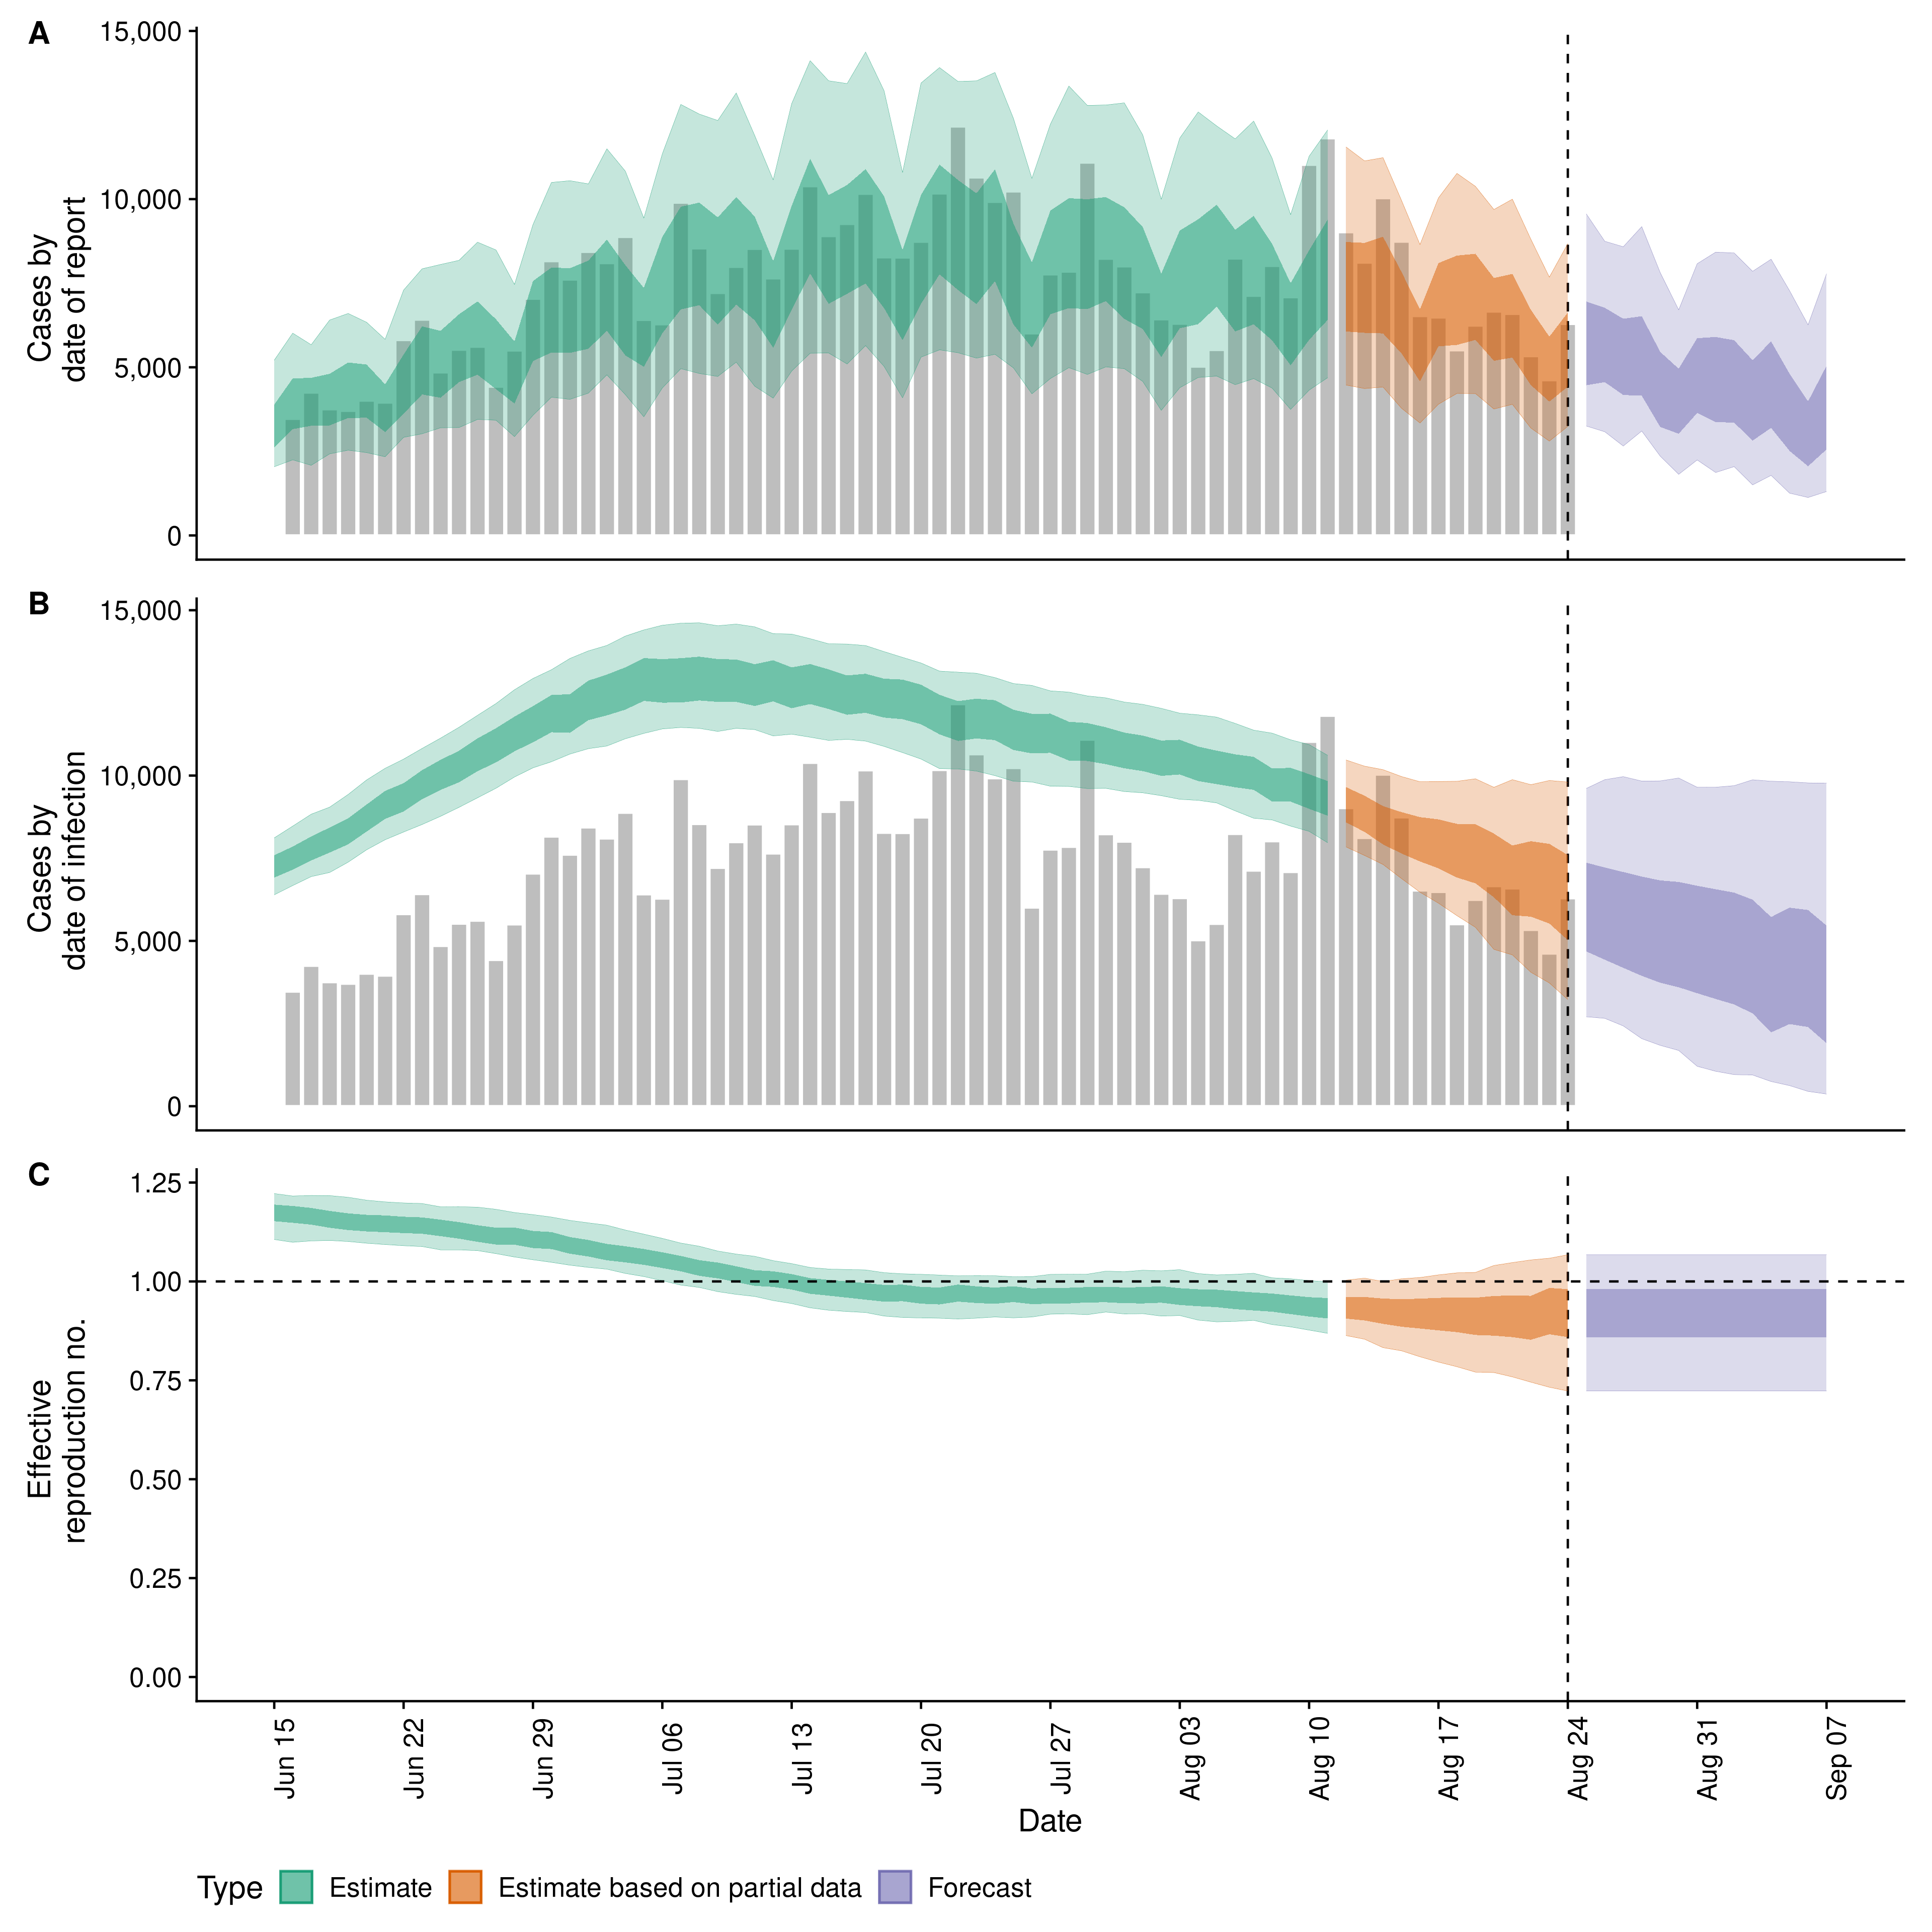 A
15,000
10,000
5,000
0
Cases by
date of report
B
15,000
10,000
5,000
0
Cases by
date of infection
C
1.25
1.00
0.75
0.50
0.25
0.00
Effective
reproduction no.
Jun 15
Jun 22
Jun 29
Jul 06
Jul 13
Jul 20
Jul 27
Aug 03
Aug 10
Aug 17
Aug 24
Aug 31
Sep 07
Date
Type Estimate Estimate based on partial data Forecast